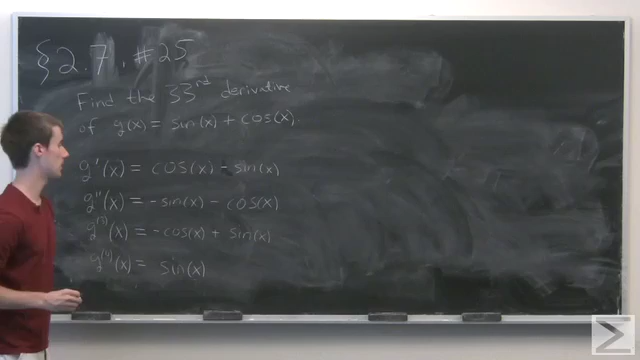 §2.7, #25
Find the 33rd derivative
of g(x) = sin(x) + cos(x).
g'(x) = cos(x) - sin(x)
g''(x) = -sin(x) - cos(x)
g⁽³⁾(x) = -cos(x) + sin(x)
g⁽⁴⁾(x) = sin(x)
Σ